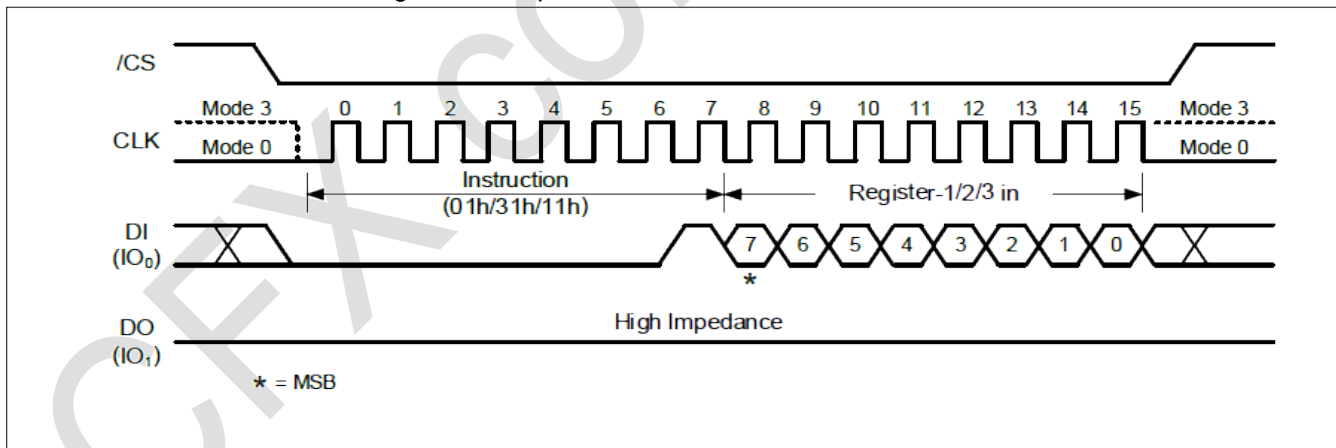 /CS
Mode 3 0 1 2 3 4 5 6 7 8 9 10 11 12 13 14 15 Mode 3
CLK Mode 0 Mode 0
Instruction
(01h/31h/11h) Register-1/2/3 in
DI
(IO₀) 7 6 5 4 3 2 1 0
*
DO High Impedance
(IO₁)
* = MSB
CFX co